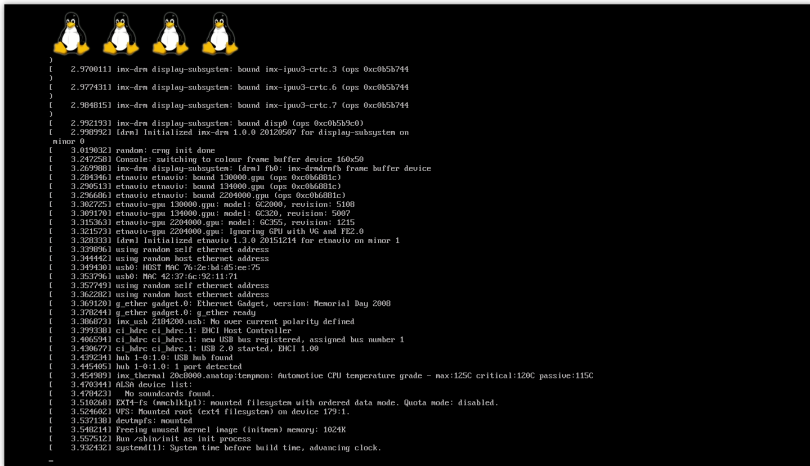 )
[    2.970011] imx-drm display-subsystem: bound imx-ipuv3-crtc.3 (ops 0xc0b5b744
)
[    2.977431] imx-drm display-subsystem: bound imx-ipuv3-crtc.6 (ops 0xc0b5b744
)
[    2.984815] imx-drm display-subsystem: bound imx-ipuv3-crtc.7 (ops 0xc0b5b744
)
[    2.992193] imx-drm display-subsystem: bound disp0 (ops 0xc0b5b9c0)
[    2.998992] [drm] Initialized imx-drm 1.0.0 20120507 for display-subsystem on
 minor 0
[    3.019032] random: crng init done
[    3.247258] Console: switching to colour frame buffer device 160x50
[    3.269988] imx-drm display-subsystem: [drm] fb0: imx-drmdrmfb frame buffer device
[    3.284346] etnaviv etnaviv: bound 130000.gpu (ops 0xc0b6881c)
[    3.290513] etnaviv etnaviv: bound 134000.gpu (ops 0xc0b6881c)
[    3.296686] etnaviv etnaviv: bound 2204000.gpu (ops 0xc0b6881c)
[    3.302725] etnaviv-gpu 130000.gpu: model: GC2000, revision: 5108
[    3.309170] etnaviv-gpu 134000.gpu: model: GC320, revision: 5007
[    3.315363] etnaviv-gpu 2204000.gpu: model: GC355, revision: 1215
[    3.321573] etnaviv-gpu 2204000.gpu: Ignoring GPU with VG and FE2.0
[    3.328333] [drm] Initialized etnaviv 1.3.0 20151214 for etnaviv on minor 1
[    3.339896] using random self ethernet address
[    3.344442] using random host ethernet address
[    3.349430] usb0: HOST MAC 76:2e:bd:d5:ee:75
[    3.353796] usb0: MAC 42:37:6c:92:11:71
[    3.357749] using random self ethernet address
[    3.362282] using random host ethernet address
[    3.369120] g_ether gadget.0: Ethernet Gadget, version: Memorial Day 2008
[    3.378244] g_ether gadget.0: g_ether ready
[    3.386873] imx_usb 2184200.usb: No over current polarity defined
[    3.399338] ci_hdrc ci_hdrc.1: EHCI Host Controller
[    3.406594] ci_hdrc ci_hdrc.1: new USB bus registered, assigned bus number 1
[    3.430677] ci_hdrc ci_hdrc.1: USB 2.0 started, EHCI 1.00
[    3.439234] hub 1-0:1.0: USB hub found
[    3.445405] hub 1-0:1.0: 1 port detected
[    3.454989] imx_thermal 20c8000.anatop:tempmon: Automotive CPU temperature grade - max:125C critical:120C passive:115C
[    3.470344] ALSA device list:
[    3.478423]   No soundcards found.
[    3.510268] EXT4-fs (mmcblk1p1): mounted filesystem with ordered data mode. Quota mode: disabled.
[    3.524602] VFS: Mounted root (ext4 filesystem) on device 179:1.
[    3.537138] devtmpfs: mounted
[    3.548214] Freeing unused kernel image (initmem) memory: 1024K
[    3.557512] Run /sbin/init as init process
[    3.932432] systemd[1]: System time before build time, advancing clock.